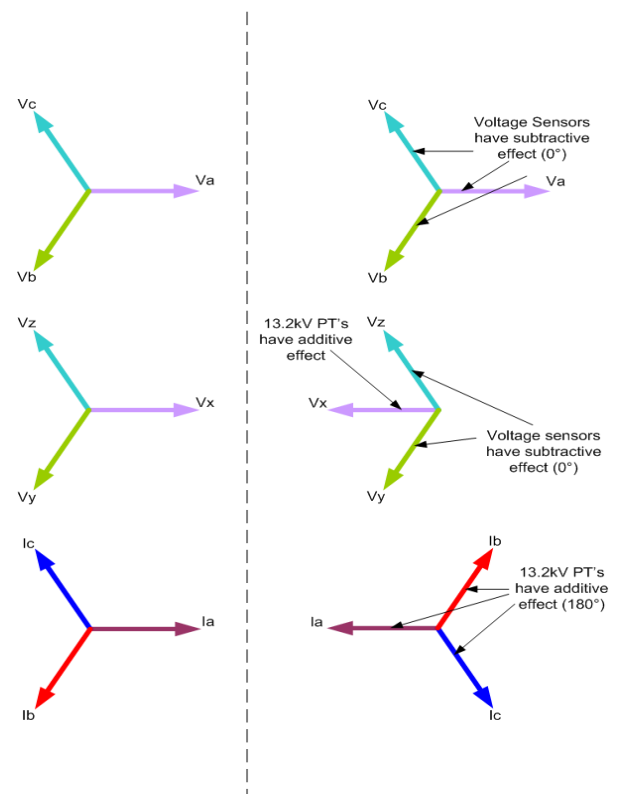 Vc
Va
Vb
Vc
Voltage Sensors
have subtractive
effect (0°)
Va
Vb
Vz
Vx
Vy
13.2kV PT's
have additive
effect
Vz
Vx
Voltage sensors
have subtractive
effect (0°)
Vy
Ic
Ia
Ib
Ib
13.2kV PT's
have additive
effect (180°)
Ia
Ic